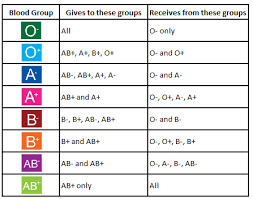 Blood Group Gives to these groups Receives from these groups
O- All O- only
O+ AB+, A+, B+, O+ O- and O+
A- AB-, AB+, A+, A- O- and A-
A+ AB+ and A+ O-, O+, A-, A+
B- B-, B+, AB-, AB+ O- and B-
B+ B+ and AB+ O-, O+, B-, B+
AB- AB- and AB+ O-, A-, B-, AB-
AB+ AB+ only All